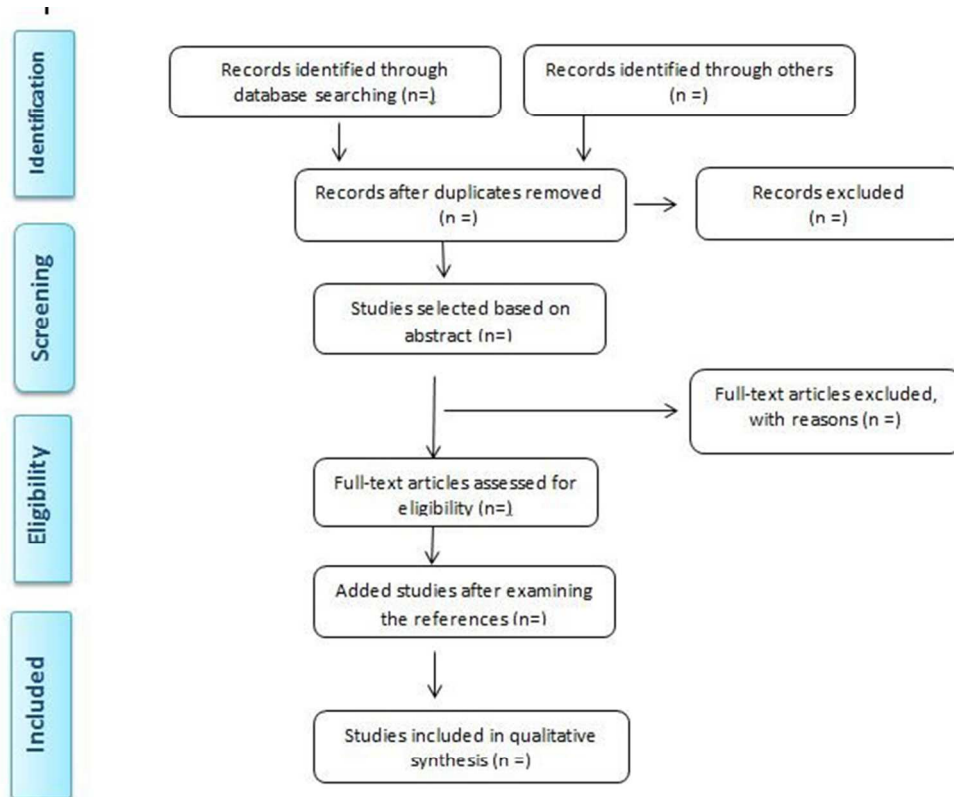 Identification
Records identified through
database searching (n=)
Records identified through others
(n =)
Records after duplicates removed
(n =)
Records excluded
(n =)
Screening
Studies selected based on
abstract (n=)
Full-text articles excluded,
with reasons (n =)
Eligibility
Full-text articles assessed for
eligibility (n=)
Added studies after examining
the references (n=)
Included
Studies included in qualitative
synthesis (n =)